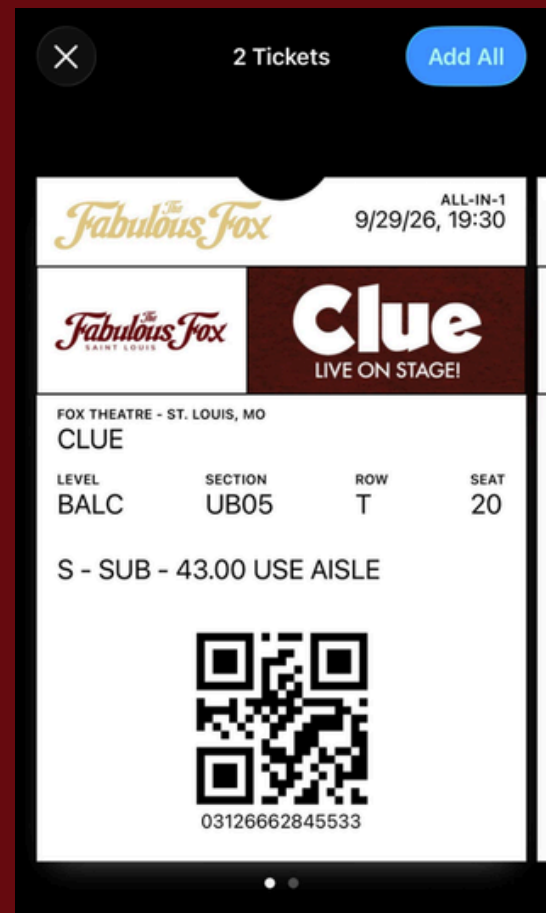 2 Tickets
Add All
The Fabulous Fox
ALL-IN-1
9/29/26, 19:30
The Fabulous Fox
SAINT LOUIS
Clue
LIVE ON STAGE!
FOX THEATRE - ST. LOUIS, MO
CLUE
LEVEL SECTION ROW SEAT
BALC UB05 T 20
S - SUB - 43.00 USE AISLE
03126662845533